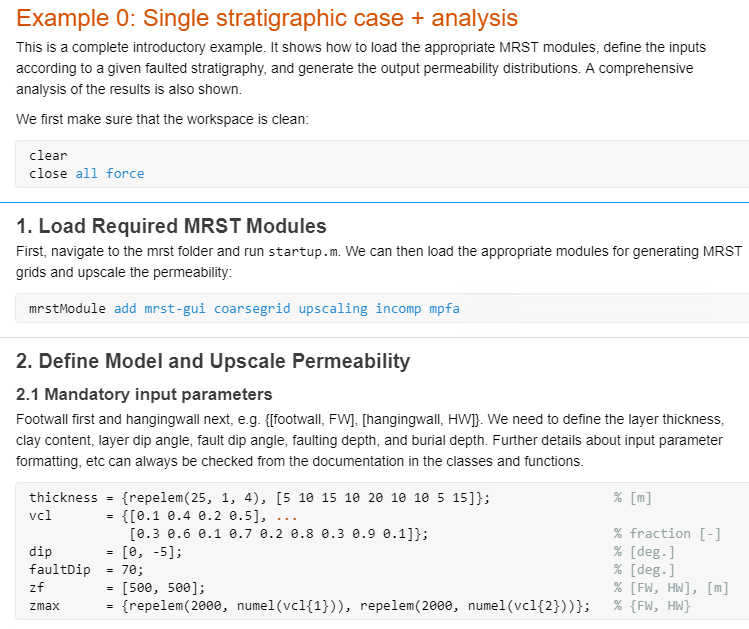 Example 0: Single stratigraphic case + analysis
This is a complete introductory example. It shows how to load the appropriate MRST modules, define the inputs
according to a given faulted stratigraphy, and generate the output permeability distributions. A comprehensive
analysis of the results is also shown.
We first make sure that the workspace is clean:
clear
close all force
1. Load Required MRST Modules
First, navigate to the mrst folder and run startup.m. We can then load the appropriate modules for generating MRST
grids and upscale the permeability:
mrstModule add mrst-gui coarsegrid upscaling incomp mpfa
2. Define Model and Upscale Permeability
2.1 Mandatory input parameters
Footwall first and hangingwall next, e.g. {[footwall, FW], [hangingwall, HW]}. We need to define the layer thickness,
clay content, layer dip angle, fault dip angle, faulting depth, and burial depth. Further details about input parameter
formatting, etc can always be checked from the documentation in the classes and functions.
thickness = {repelem(25, 1, 4), [5 10 15 10 20 10 10 5 15]}; % [m]
vcl = {[0.1 0.4 0.2 0.5], ...
[0.3 0.6 0.1 0.7 0.2 0.8 0.3 0.9 0.1]}; % fraction [-]
dip = [0, -5]; % [deg.]
faultDip = 70; % [deg.]
zf = [500, 500]; % [FW, HW], [m]
zmax = {repelem(2000, numel(vcl{1})), repelem(2000, numel(vcl{2}))}; % {FW, HW}